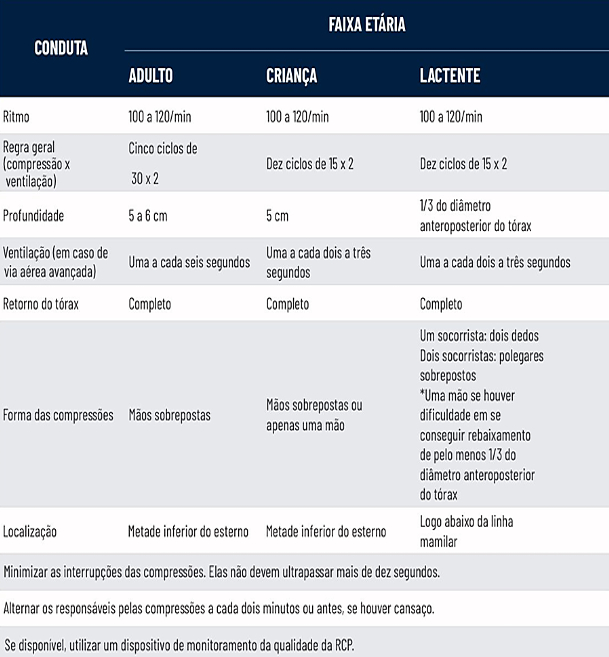 FAIXA ETÁRIA
CONDUTA
ADULTO CRIANÇA LACTENTE
Ritmo 100 a 120/min 100 a 120/min 100 a 120/min
Regra geral
(compressão x
ventilação)
Cinco ciclos de
30 x 2
Dez ciclos de 15 x 2 Dez ciclos de 15 x 2
Profundidade 5 a 6 cm 5 cm
1/3 do diâmetro
anteroposterior do tórax
Ventilação (em caso de
via aérea avançada)
Uma a cada seis segundos
Uma a cada dois a três
segundos
Uma a cada dois a três segundos
Retorno do tórax Completo Completo Completo
Forma das compressões Mãos sobrepostas
Mãos sobrepostas ou
apenas uma mão
Um socorrista: dois dedos
Dois socorristas: polegares
sobrepostos
*Uma mão se houver
dificuldade em se
conseguir rebaixamento
de pelo menos 1/3 do
diâmetro anteroposterior
do tórax
Localização Metade inferior do esterno Metade inferior do esterno
Logo abaixo da linha
mamilar
Minimizar as interrupções das compressões. Elas não devem ultrapassar mais de dez segundos.
Alternar os responsáveis pelas compressões a cada dois minutos ou antes, se houver cansaço.
Se disponível, utilizar um dispositivo de monitoramento da qualidade da RCP.